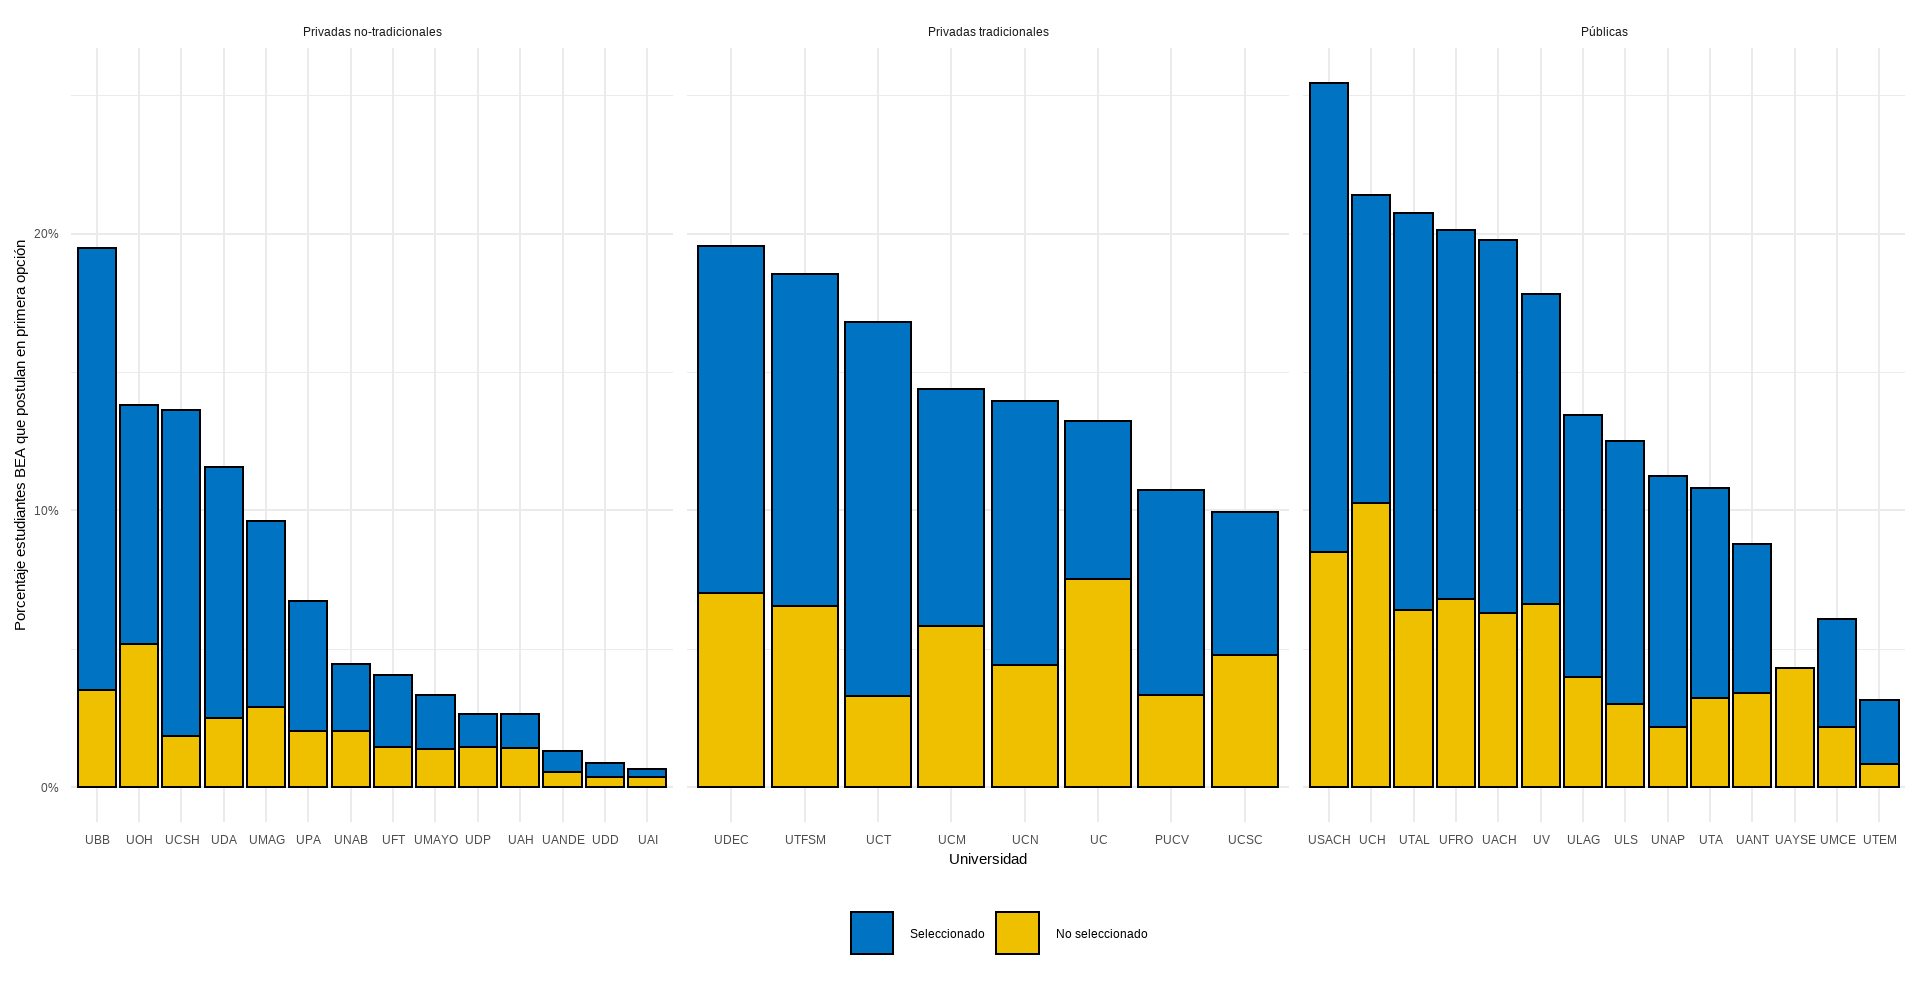 Privadas no-tradicionales
Privadas tradicionales
Públicas
Porcentaje estudiantes BEA que postulan en primera opción
20%
10%
0%
UBB UOH UCSH UDA UMAG UPA UNAB UFT UMAYO UDP UAH UANDE UDD UAI
UDEC UTFSM UCT UCM UCN UC PUCV UCSC
USACH UCH UTAL UFRO UACH UV ULAG ULS UNAP UTA UANT UAYSE UMCE UTEM
Universidad
Seleccionado
No seleccionado